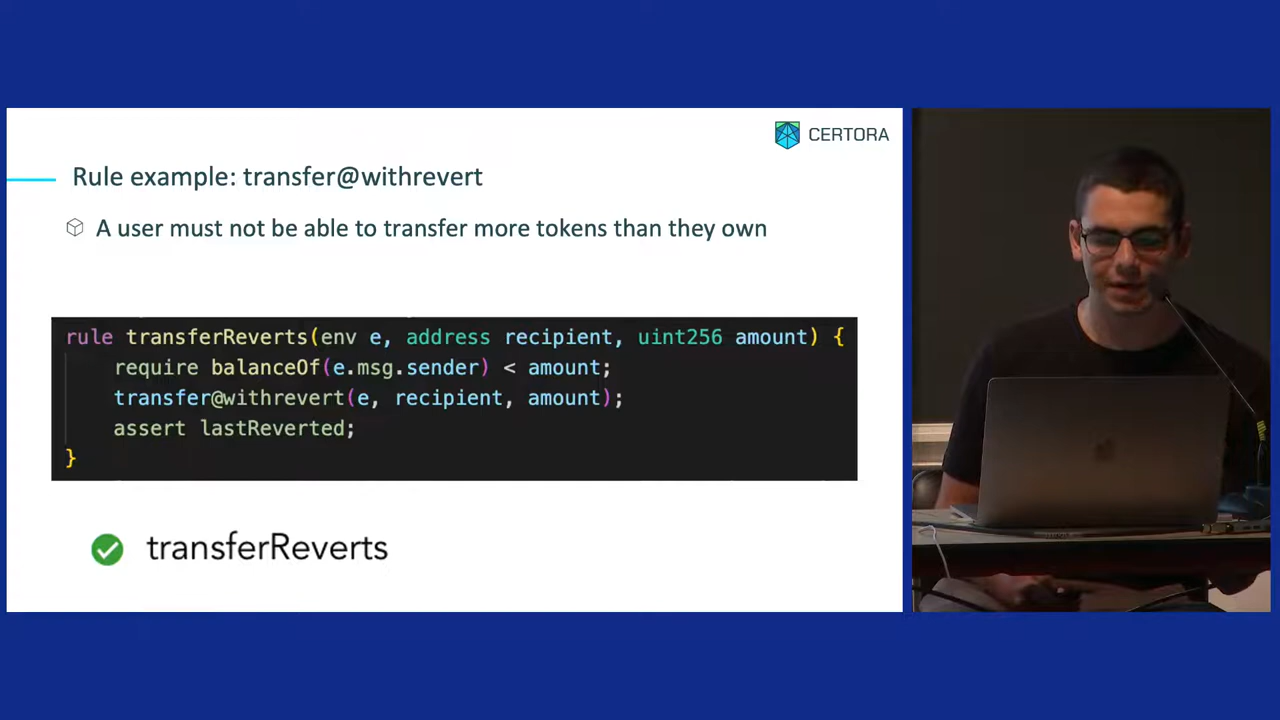 CERTORA
Rule example: transfer@withrevert
A user must not be able to transfer more tokens than they own
rule transferReverts(env e, address recipient, uint256 amount) {
require balanceOf(e.msg.sender) < amount;
transfer@withrevert(e, recipient, amount);
assert lastReverted;
}
transferReverts